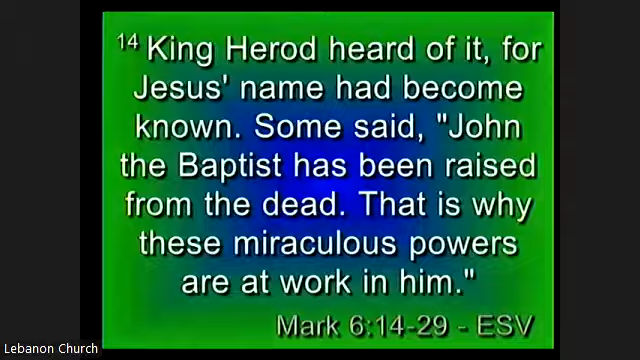 14 King Herod heard of it, for
Jesus' name had become
known. Some said, "John
the Baptist has been raised
from the dead. That is why
these miraculous powers
are at work in him."
Mark 6:14-29 - ESV
Lebanon Church